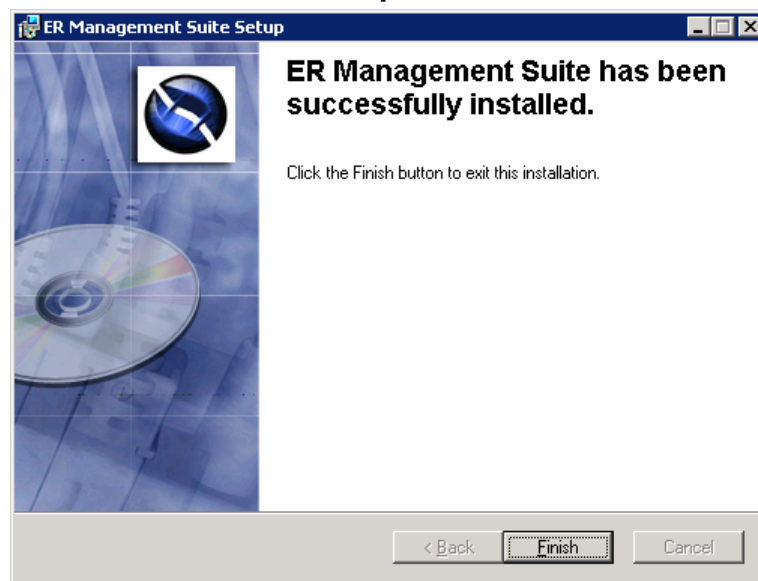 ER Management Suite Setup
ER Management Suite has been
successfully installed.
Click the Finish button to exit this installation.
< Back Finish Cancel